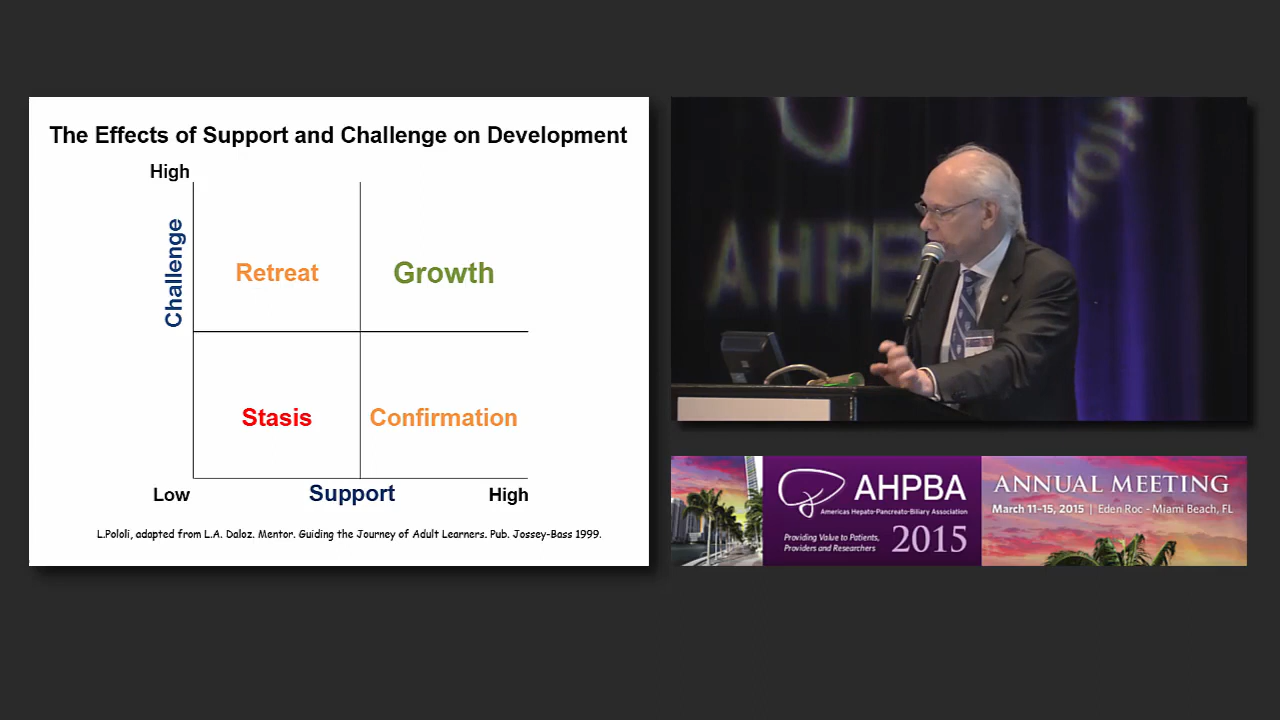 The Effects of Support and Challenge on Development
High
Challenge
Retreat
Growth
Stasis
Confirmation
Low
Support
High
L.Pololi, adapted from L.A. Daloz. Mentor. Guiding the Journey of Adult Learners. Pub. Jossey-Bass 1999.
AHPB
tion
AHPBA
Americas Hepato-Pancreato-Biliary Association
Providing Value to Patients,
Providers and Researchers
2015
ANNUAL MEETING
March 11-15, 2015 | Eden Roc - Miami Beach, FL